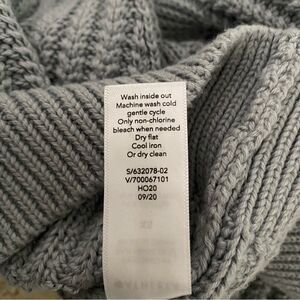 Wash inside out
Machine wash cold
gentle cycle
Only non-chlorine
bleach when needed
Dry flat
Cool iron
Or dry clean
S/632078-02
V/700067101
HO20
09/20